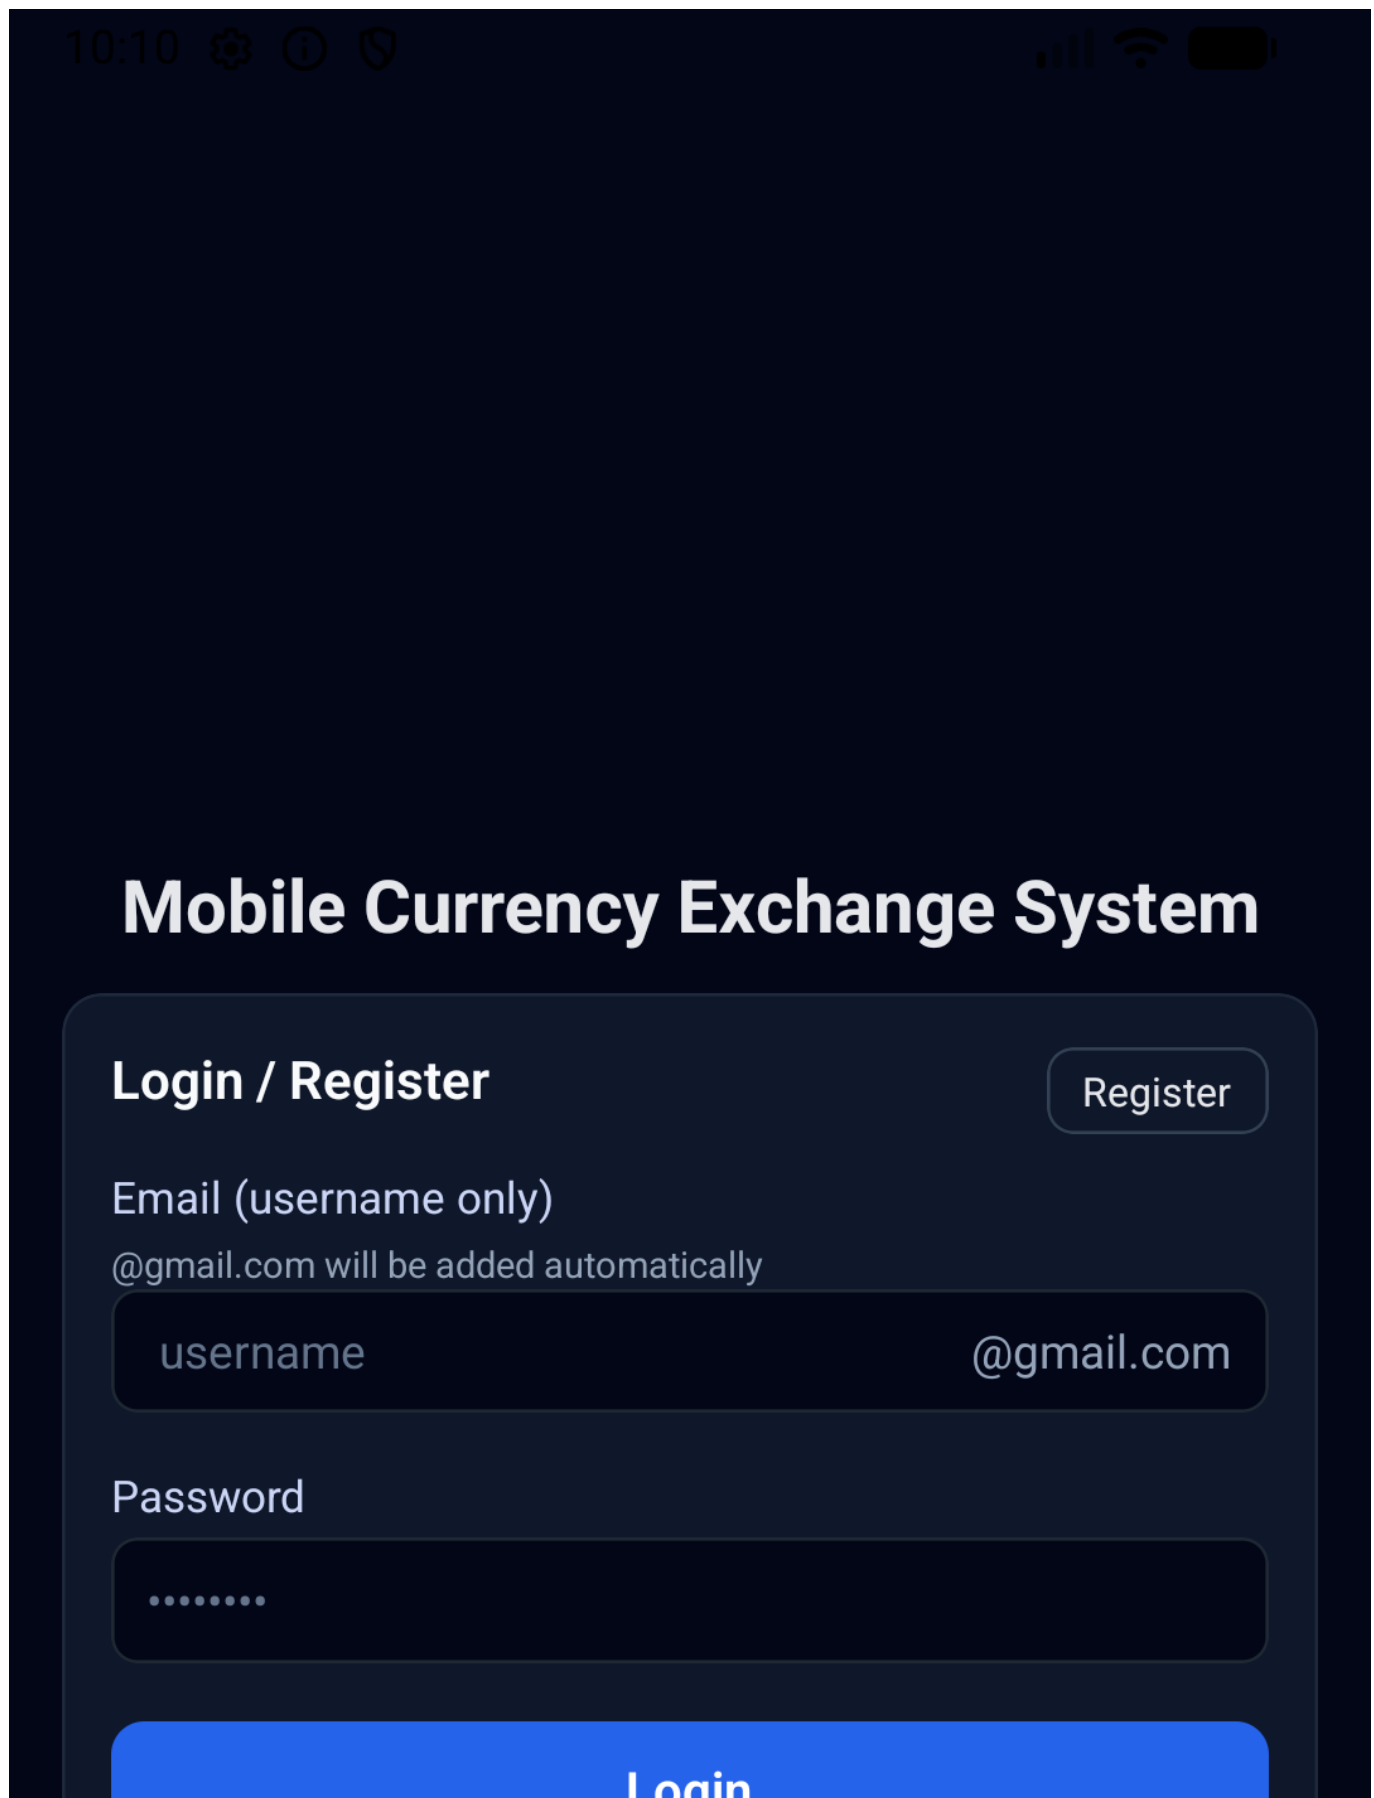 10:10
Mobile Currency Exchange System
Login / Register
Register
Email (username only)
@gmail.com will be added automatically
username
@gmail.com
Password
••••••••
Login